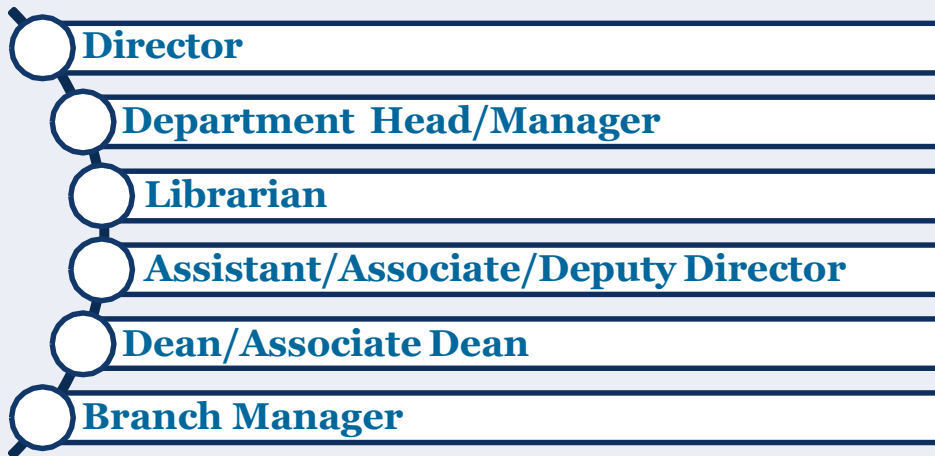 Director
Department Head/Manager
Librarian
Assistant/Associate/Deputy Director
Dean/Associate Dean
Branch Manager